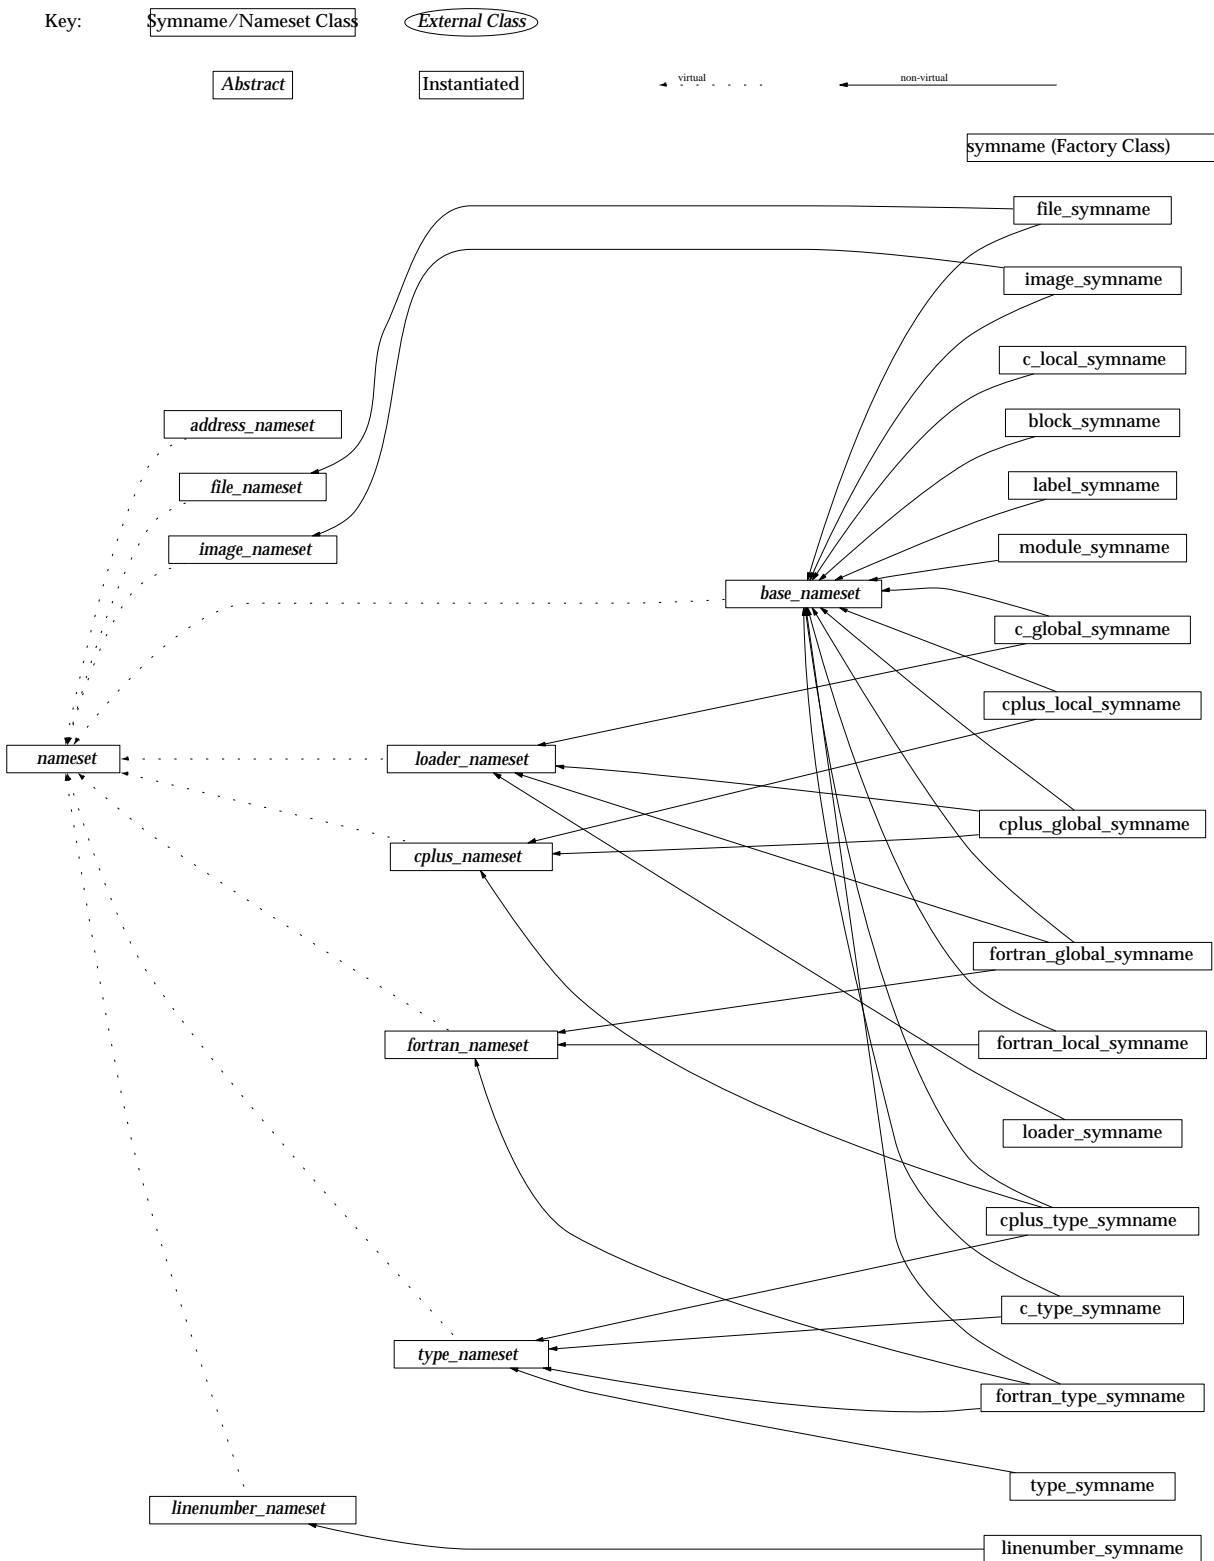 Key: Symname/Nameset Class External Class
Abstract Instantiated virtual non-virtual
symname (Factory Class)
file_symname
image_symname
c_local_symname
address_nameset block_symname
file_nameset label_symname
image_nameset module_symname
base_nameset
c_global_symname
cplus_local_symname
nameset loader_nameset
cplus_global_symname
cplus_nameset
fortran_global_symname
fortran_nameset fortran_local_symname
loader_symname
cplus_type_symname
c_type_symname
type_nameset
fortran_type_symname
type_symname
linenumber_nameset
linenumber_symname